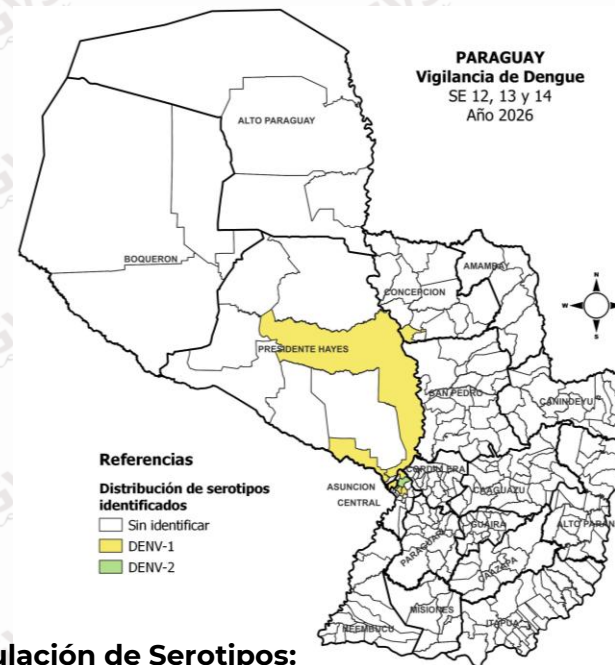 PARAGUAY
Vigilancia de Dengue
SE 12, 13 y 14
Año 2026
ALTO PARAGUAY
BOQUERON
AMAMBAY
CONCEPCION
N
W
E
S
PRESIDENTE HAYES
SAN PEDRO
CANINDEYU
Referencias
Distribución de serotipos
identificados
Sin identificar
DENV-1
DENV-2
ASUNCION
CENTRAL
CORDILLERA
CAAGUAZU
GUAIRA
ALTO PARAN
PARAGUARI
CAAZAPA
MISIONES
ITAPUA
ÑEEMBUCU
ulación de Serotipos: